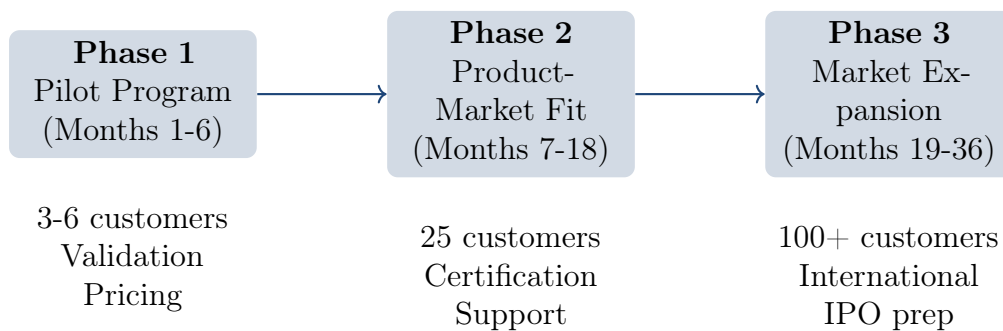 Phase 1
Pilot Program
(Months 1-6)
Phase 2
Product-
Market Fit
(Months 7-18)
Phase 3
Market Ex-
pansion
(Months 19-36)
3-6 customers
Validation
Pricing
25 customers
Certification
Support
100+ customers
International
IPO prep